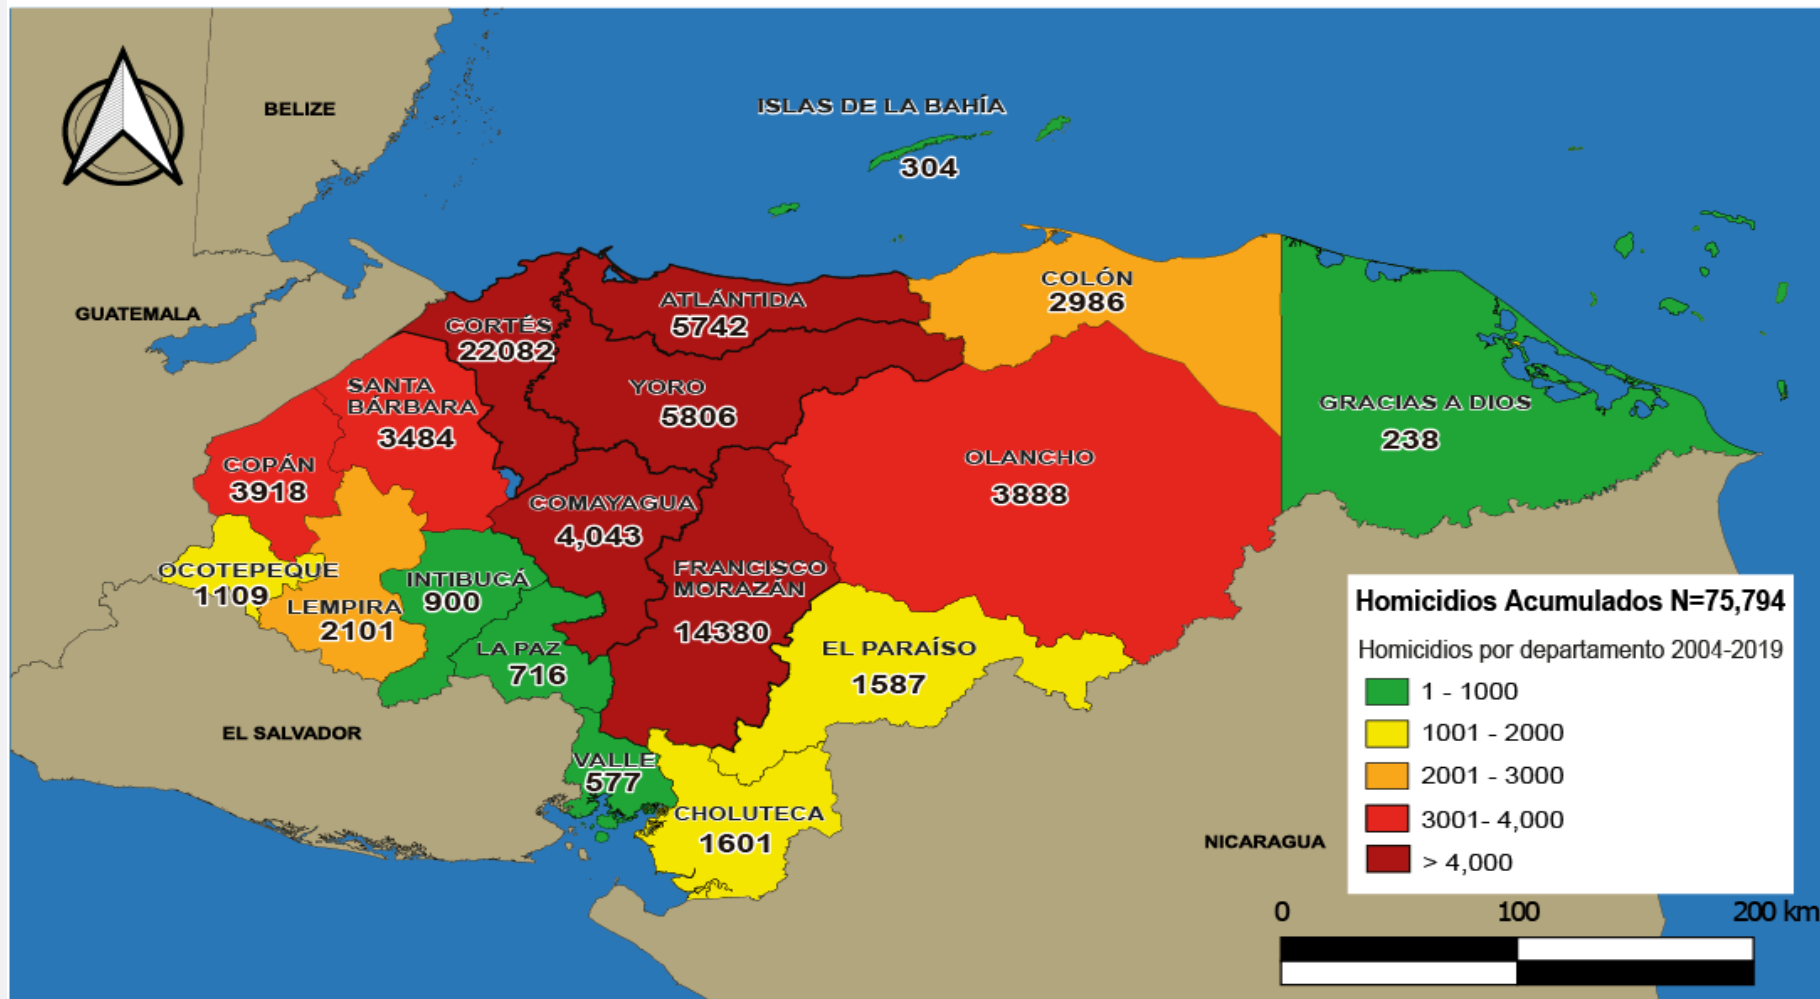 BELIZE
ISLAS DE LA BAHÍA
304
GUATEMALA
COLÓN
2986
ATLÁNTIDA
5742
CORTÉS
22082
SANTA
BÁRBARA
3484
YORO
5806
GRACIAS A DIOS
238
COPÁN
3918
OLANCHO
3888
COMAYAGUA
4,043
OCOTEPEQUE
1109
INTIBUCÁ
900
FRANCISCO
MORAZÁN
14380
LEMPIRA
2101
LA PAZ
716
EL PARAÍSO
1587
EL SALVADOR
VALLE
577
CHOLUTECA
1601
NICARAGUA
Homicidios Acumulados N=75,794
Homicidios por departamento 2004-2019
1 - 1000
1001 - 2000
2001 - 3000
3001- 4,000
> 4,000
0 100 200 km